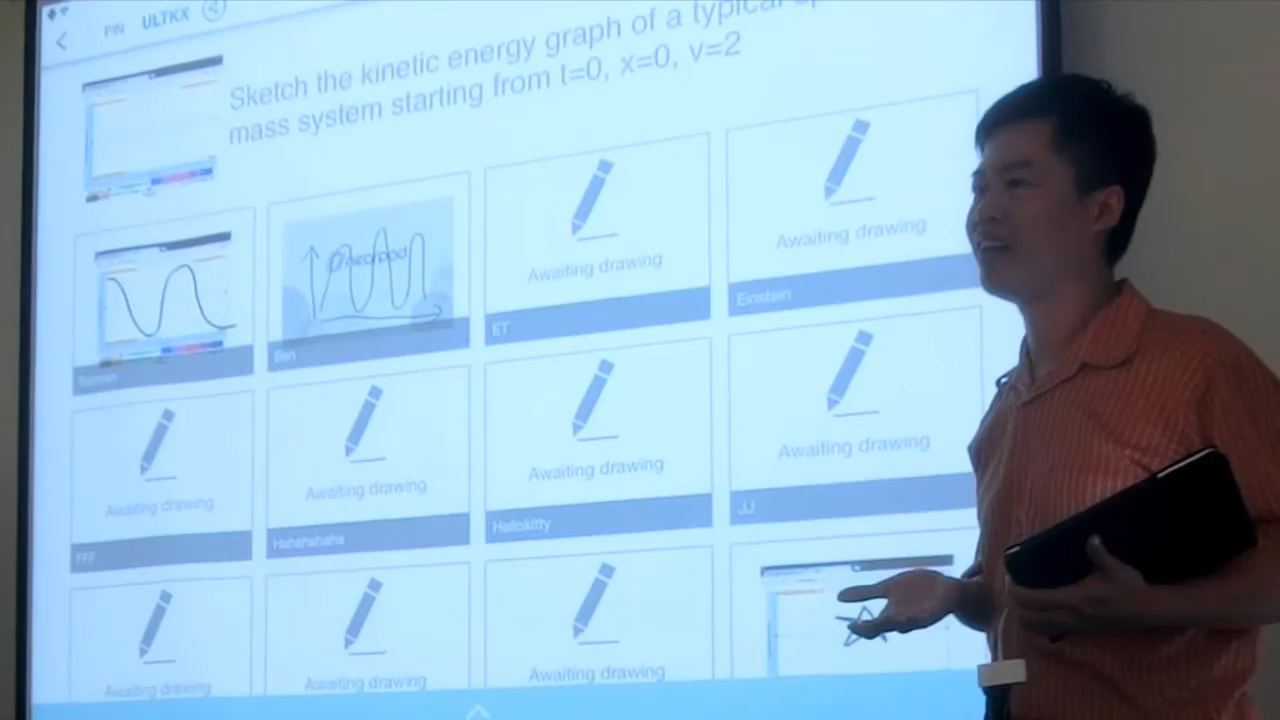 PIN ULTKX
Sketch the kinetic energy graph of a typical
mass system starting from t=0, x=0, v=2
Awaiting drawing
Awaiting drawing
Ben
ET
Einstain
Awaiting drawing
Awaiting drawing
Awaiting drawing
Awaiting drawing
FFF
Hahahahaha
Hellokitty
JJ
Awaiting drawing
Awaiting drawing
Awaiting drawing